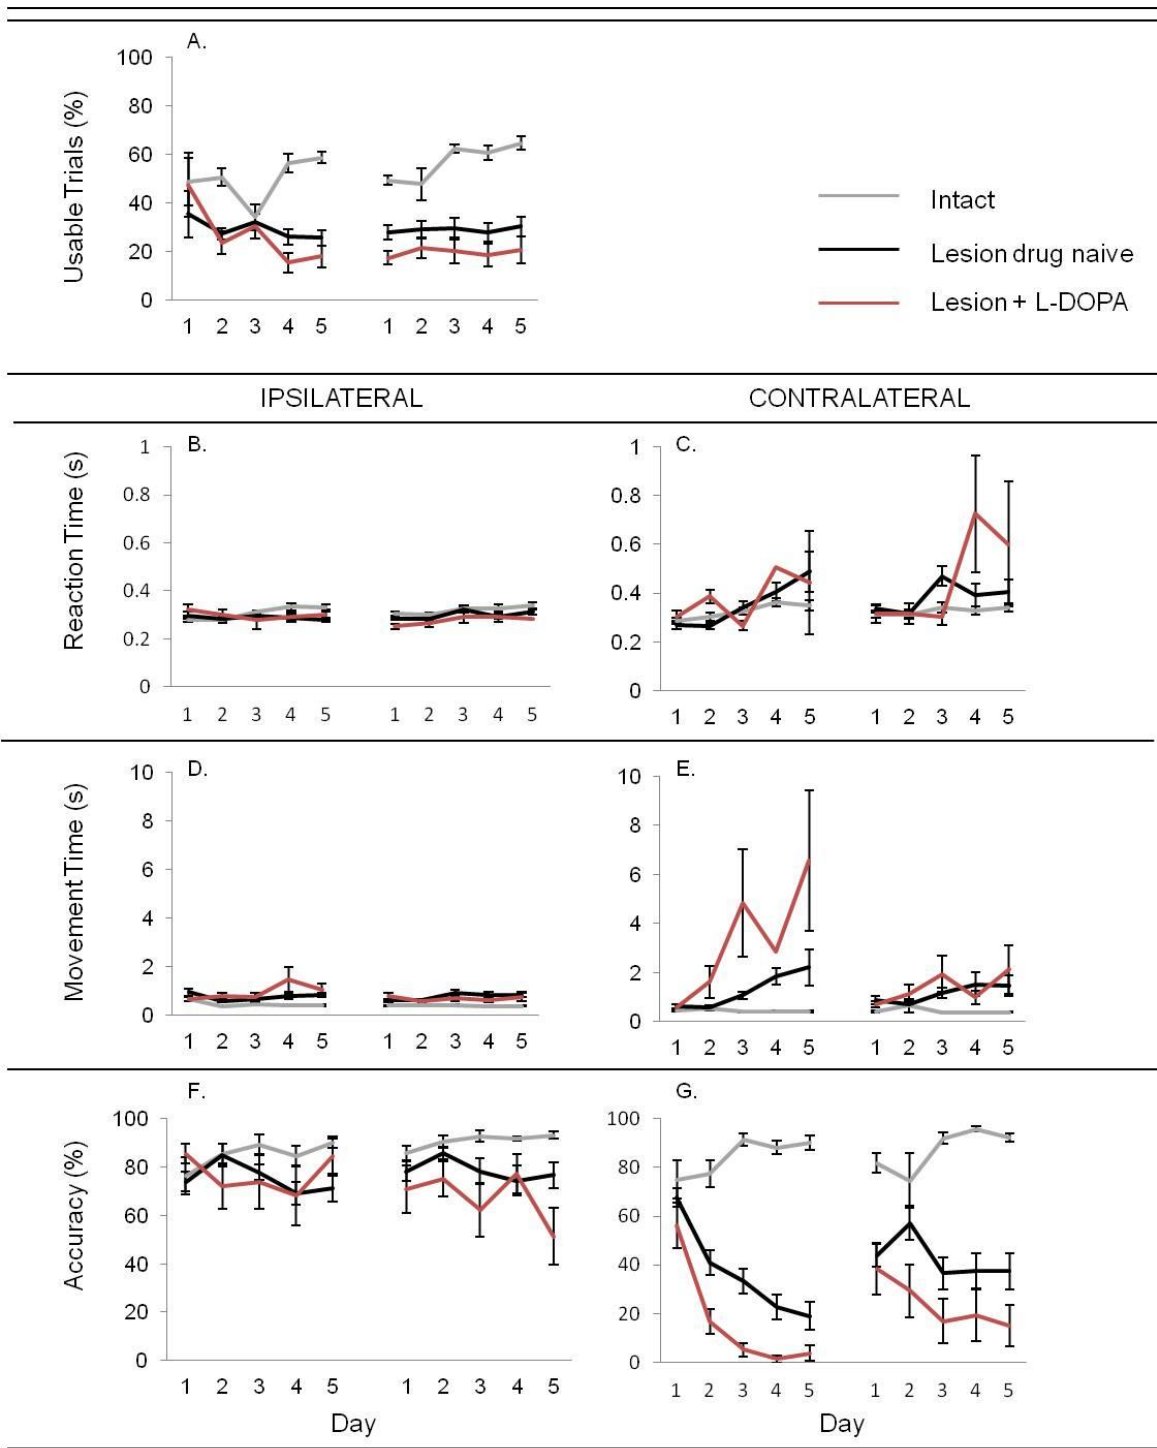 A.
Usable Trials (%)
100
80
60
40
20
0
1 2 3 4 5 1 2 3 4 5
Intact
Lesion drug naive
Lesion + L-DOPA
IPSILATERAL CONTRALATERAL
B.
Reaction Time (s)
1
0.8
0.6
0.4
0.2
0
1 2 3 4 5 1 2 3 4 5
C.
1
0.8
0.6
0.4
0.2
0
1 2 3 4 5 1 2 3 4 5
D.
Movement Time (s)
10
8
6
4
2
0
1 2 3 4 5 1 2 3 4 5
E.
10
8
6
4
2
0
1 2 3 4 5 1 2 3 4 5
F.
Accuracy (%)
100
80
60
40
20
0
1 2 3 4 5 1 2 3 4 5
Day
G.
100
80
60
40
20
0
1 2 3 4 5 1 2 3 4 5
Day